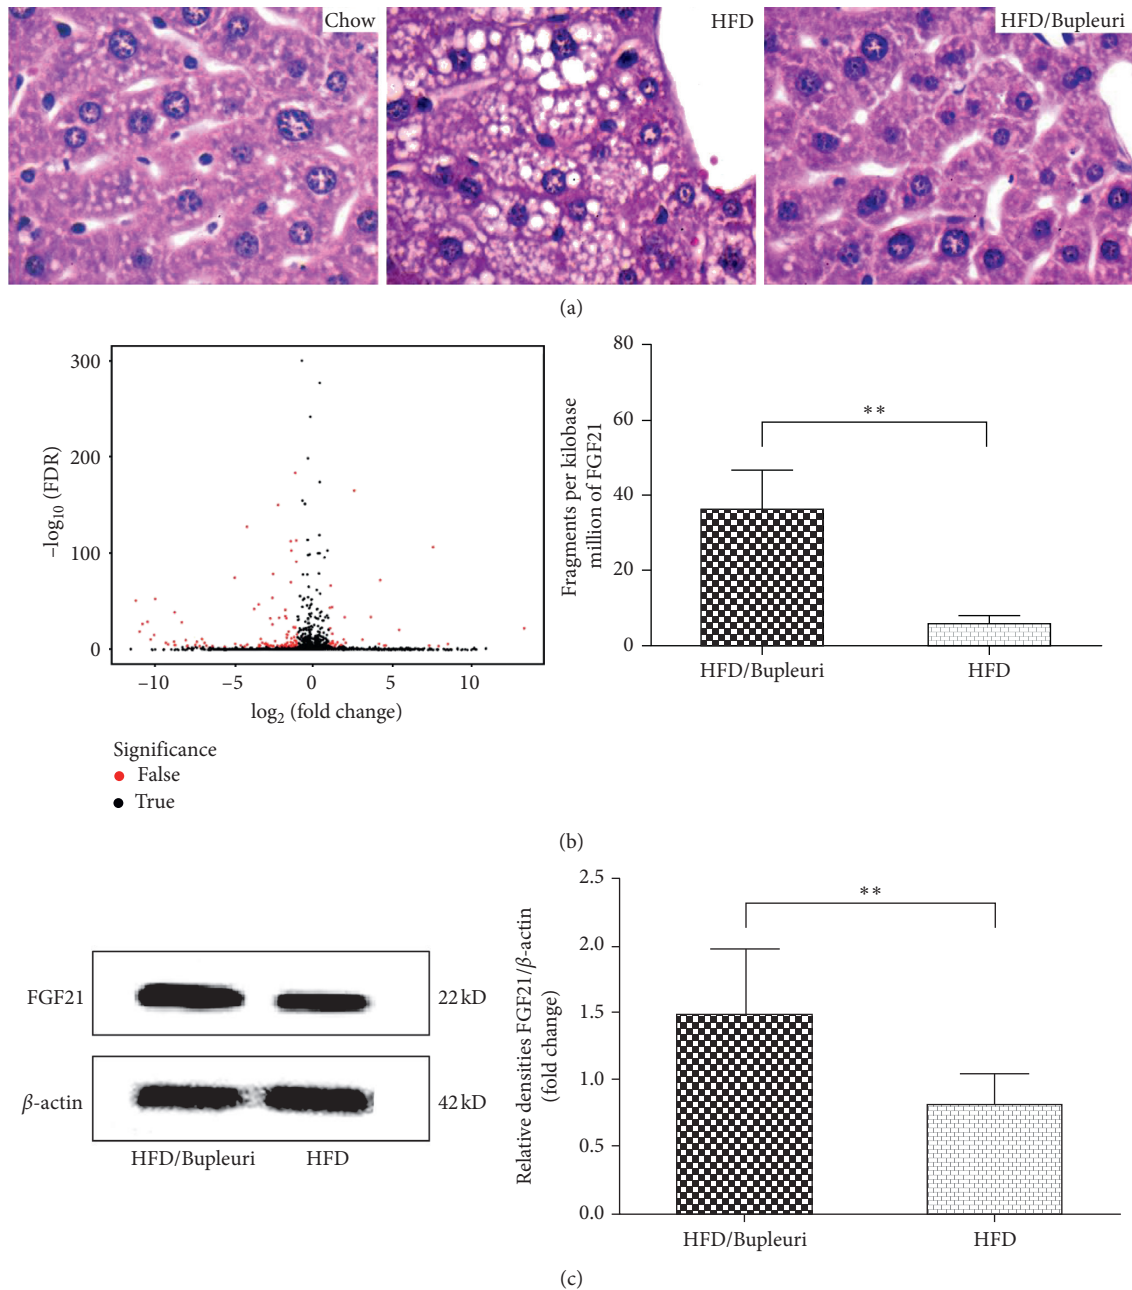 Chow
HFD
HFD/Bupleuri
(a)
300
200
100
0
−log₁₀ (FDR)
−10
−5
0
5
10
log₂ (fold change)
Significance
False
True
80
60
40
20
0
Fragments per kilobase
million of FGF21
**
HFD/Bupleuri
HFD
(b)
FGF21
22 kD
β-actin
42 kD
HFD/Bupleuri
HFD
2.5
2.0
1.5
1.0
0.5
0.0
Relative densities FGF21/β-actin
(fold change)
**
HFD/Bupleuri
HFD
(c)